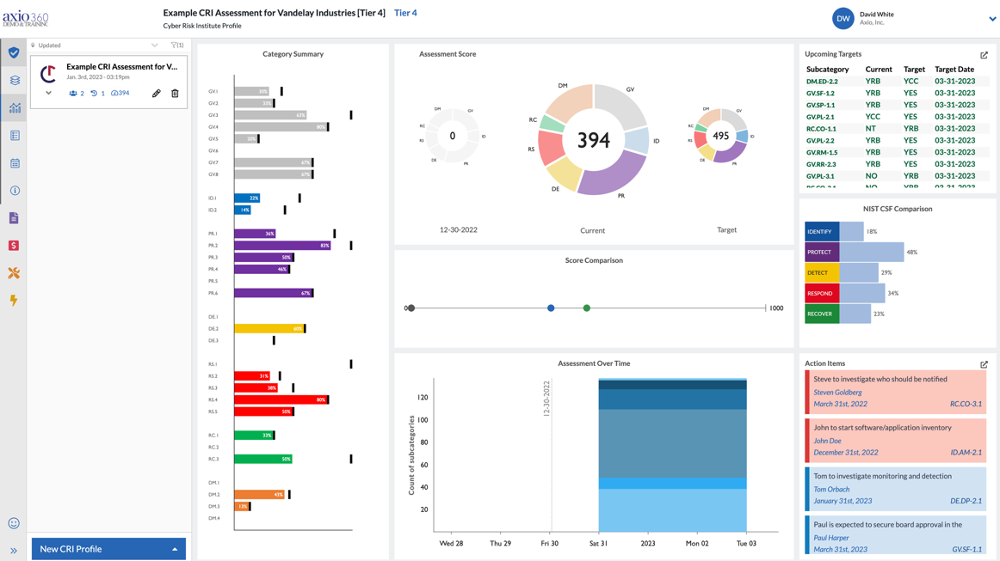 axio360
DEMO & TRAINING
Example CRI Assessment for Vandelay Industries [Tier 4] Tier 4
Cyber Risk Institute Profile
DW
David White
Axio, Inc.
Updated
(1)
Example CRI Assessment for V...
Jan. 3rd, 2023 - 03:19pm
2 1 394
New CRI Profile
Category Summary
GV.1 30%
GV.2 33%
GV.3 63%
GV.4 80%
GV.5 20%
GV.6
GV.7 67%
GV.8 67%
ID.1 22%
ID.2 14%
PR.1 36%
PR.2 83%
PR.3 50%
PR.4 46%
PR.5
PR.6 67%
DE.1
DE.2 60%
DE.3
RS.1
RS.2 31%
RS.3 38%
RS.4 80%
RS.5 50%
RC.1 33%
RC.2
RC.3 50%
DM.1
DM.2 43%
DM.3 13%
DM.4
Assessment Score
DM GV
RC
RS 0 ID
DE
PR
12-30-2022
DM GV
RC
394 ID
RS
DE PR
Current
DM GV
RC
RS 495 ID
DE PR
Target
Score Comparison
0 1000
Assessment Over Time
Count of subcategories
120
100
80
60
40
20
12-30-2022
Wed 28 Thu 29 Fri 30 Sat 31 2023 Mon 02 Tue 03
Upcoming Targets
Subcategory Current Target Target Date
DM.ED-2.2 YRB YCC 03-31-2023
GV.SF-1.2 YRB YES 03-31-2023
GV.SP-1.1 YRB YES 03-31-2023
GV.PL-2.1 YCC YES 03-31-2023
RC.CO-1.1 NT YRB 03-31-2023
GV.PL-2.2 YRB YES 03-31-2023
GV.RM-1.5 YRB YES 03-31-2023
GV.RR-2.3 YRB YES 03-31-2023
GV.PL-3.1 NO YRB 03-31-2023
NO YRB 03-31-2023
NIST CSF Comparison
IDENTIFY 18%
PROTECT 48%
DETECT 29%
RESPOND 34%
RECOVER 23%
Action Items
Steve to investigate who should be notified
Steven Goldberg
March 31st, 2022 RC.CO-3.1
John to start software/application inventory
John Doe
December 31st, 2022 ID.AM-2.1
Tom to investigate monitoring and detection
Tom Orbach
January 31st, 2023 DE.DP-2.1
Paul is expected to secure board approval in the
Paul Harper
March 31st, 2023 GV.SF-1.1